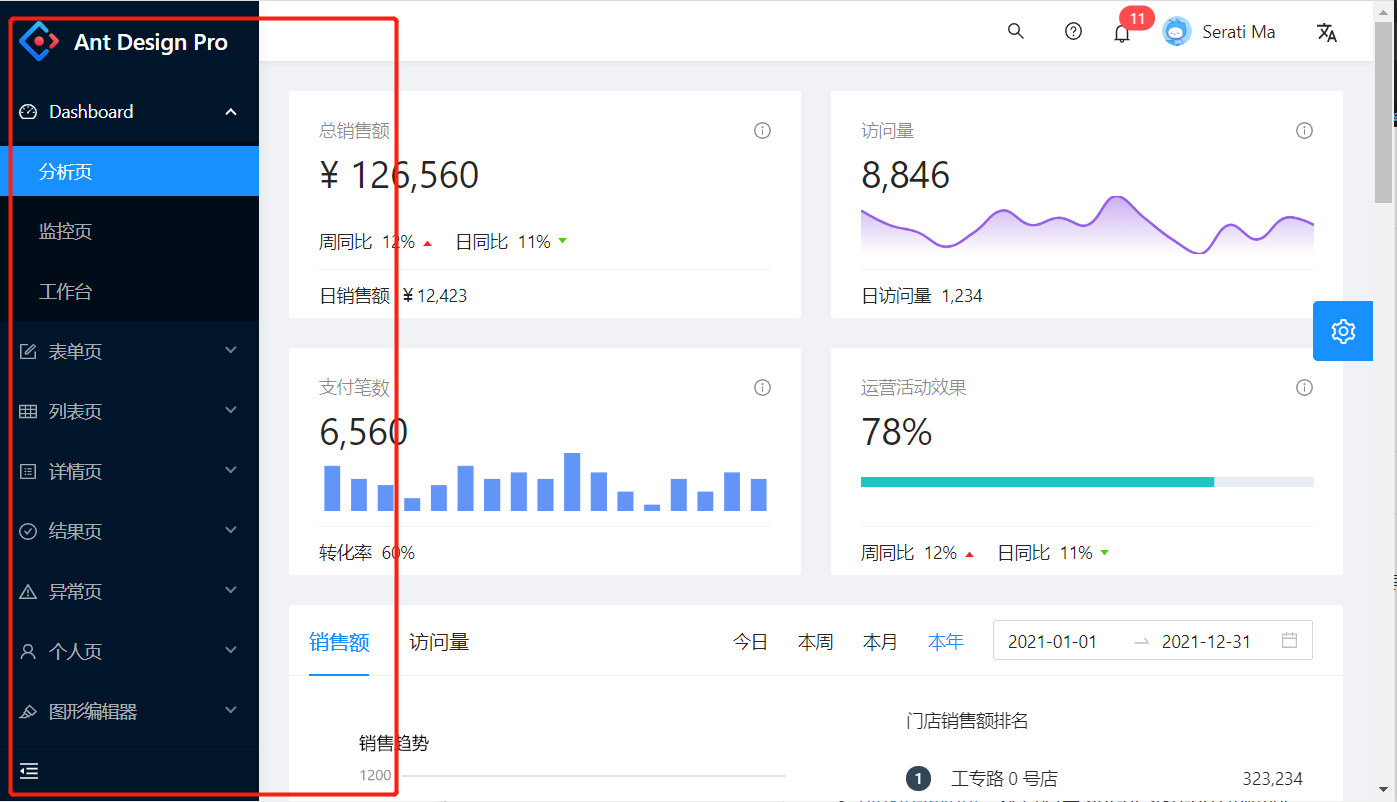 Ant Design Pro
11
Serati Ma
Dashboard
分析页
监控页
工作台
表单页
列表页
详情页
结果页
异常页
个人页
图形编辑器
总销售额
¥ 126,560
周同比 12% 日同比 11%
日销售额 ¥ 12,423
访问量
8,846
日访问量 1,234
支付笔数
6,560
转化率 60%
运营活动效果
78%
周同比 12% 日同比 11%
销售额 访问量 今日 本周 本月 本年 2021-01-01 2021-12-31
销售趋势
1200
门店销售额排名
1 工专路 0 号店 323,234